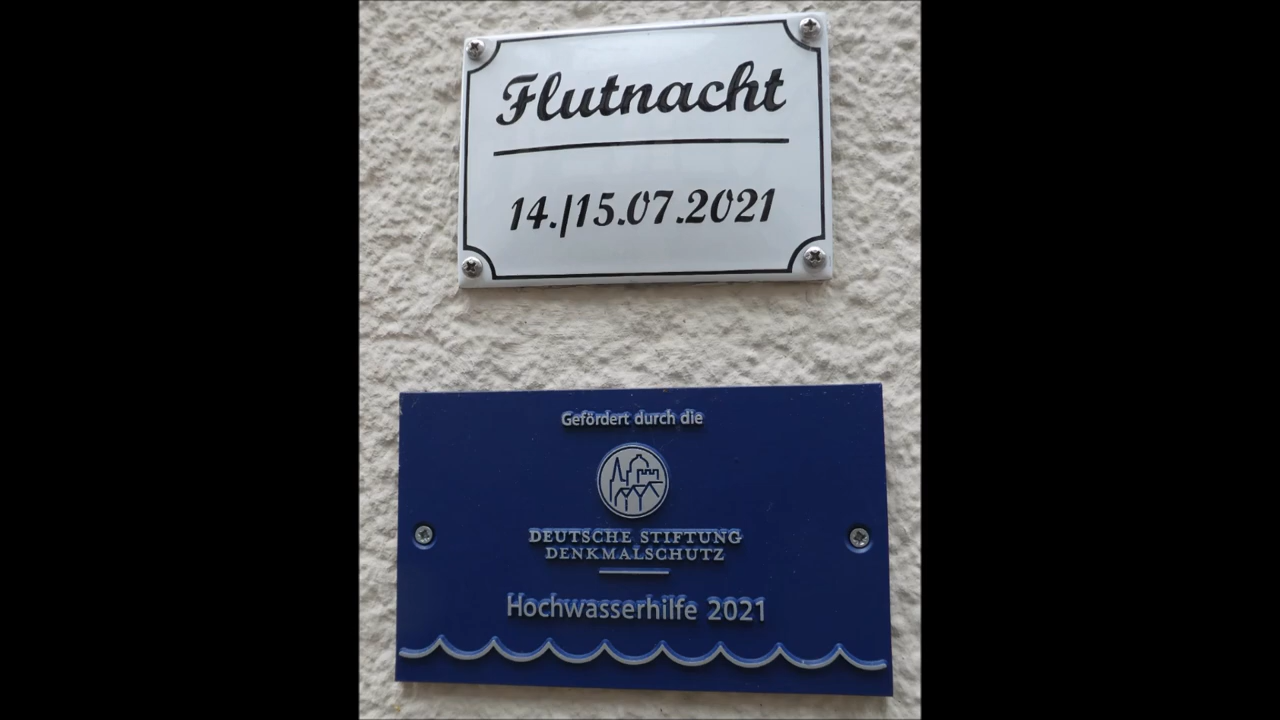 Flutnacht
14./15.07.2021
Gefördert durch die
DEUTSCHE STIFTUNG
DENKMALSCHUTZ
Hochwasserhilfe 2021